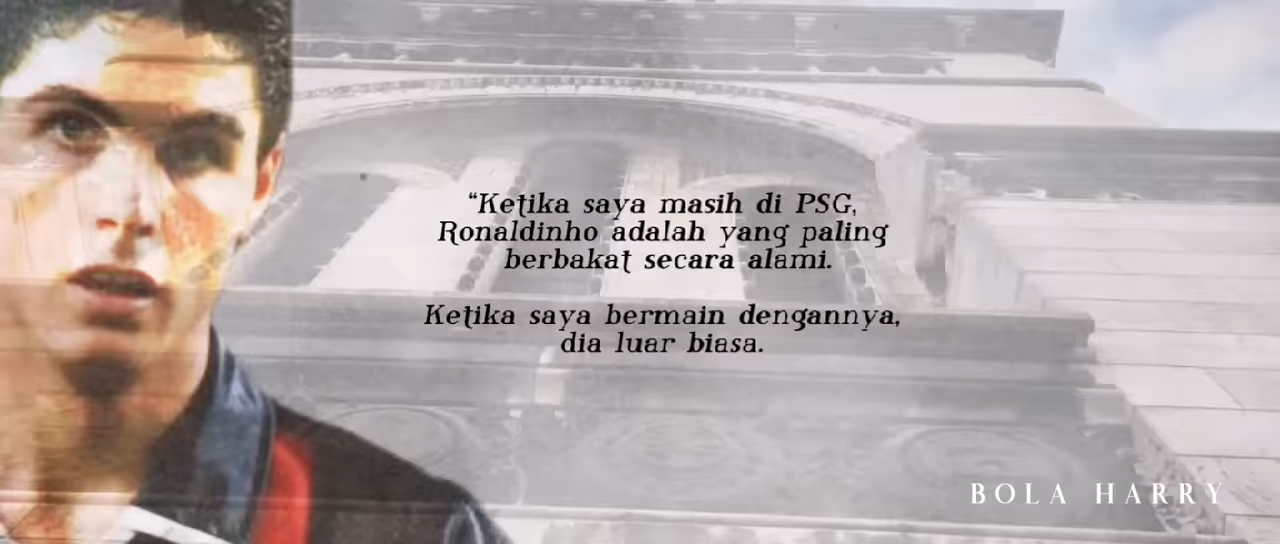 “Ketika saya masih di PSG,
Ronaldinho adalah yang paling
berbakat secara alami.
Ketika saya bermain dengannya,
dia luar biasa.
BOLA HARRY